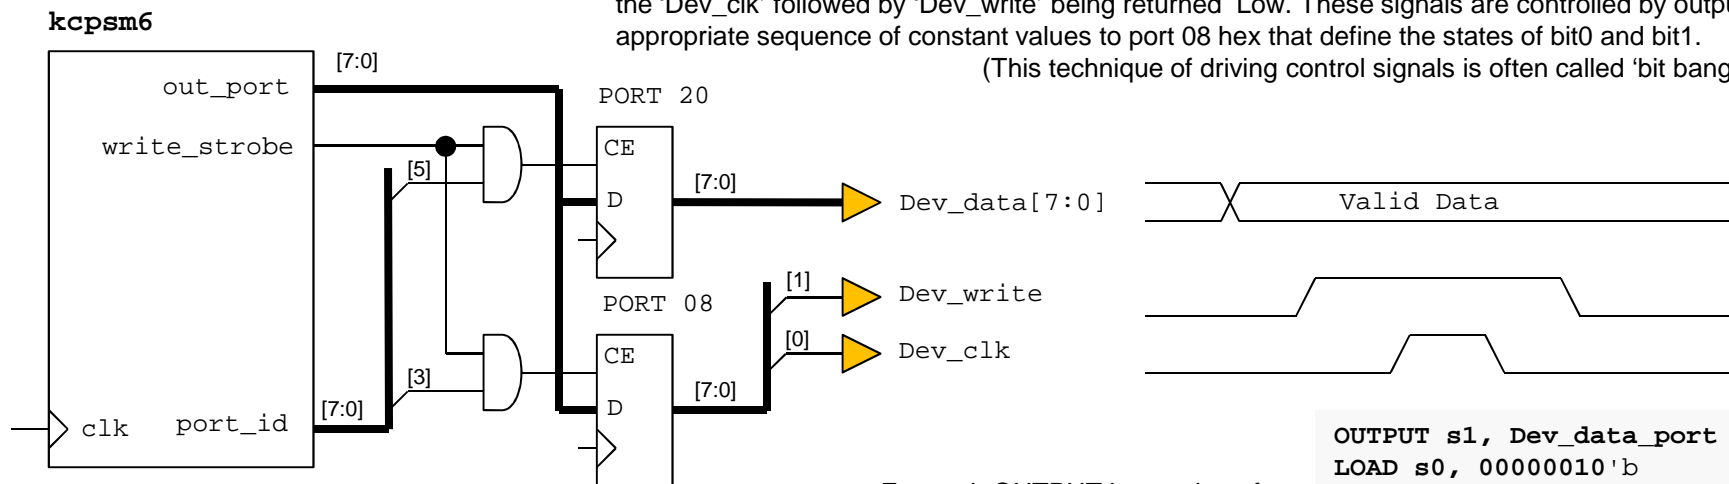 the ‘Dev_clk’ followed by ‘Dev_write’ being returned ‘Low. These signals are controlled by
appropriate sequence of constant values to port 08 hex that define the states of bit0 and bit1.
(This technique of driving control signals is often called ‘bit
kcpsm6
[7:0]
out_port
PORT 20
write_strobe
CE
[5]
[7:0]
D
Dev_data[7:0]
Valid Data
[1]
Dev_write
PORT 08
[0]
Dev_clk
CE
[3]
[7:0]
[7:0]
D
clk
port_id
OUTPUT s1, Dev_data_port
LOAD s0, 00000010'b